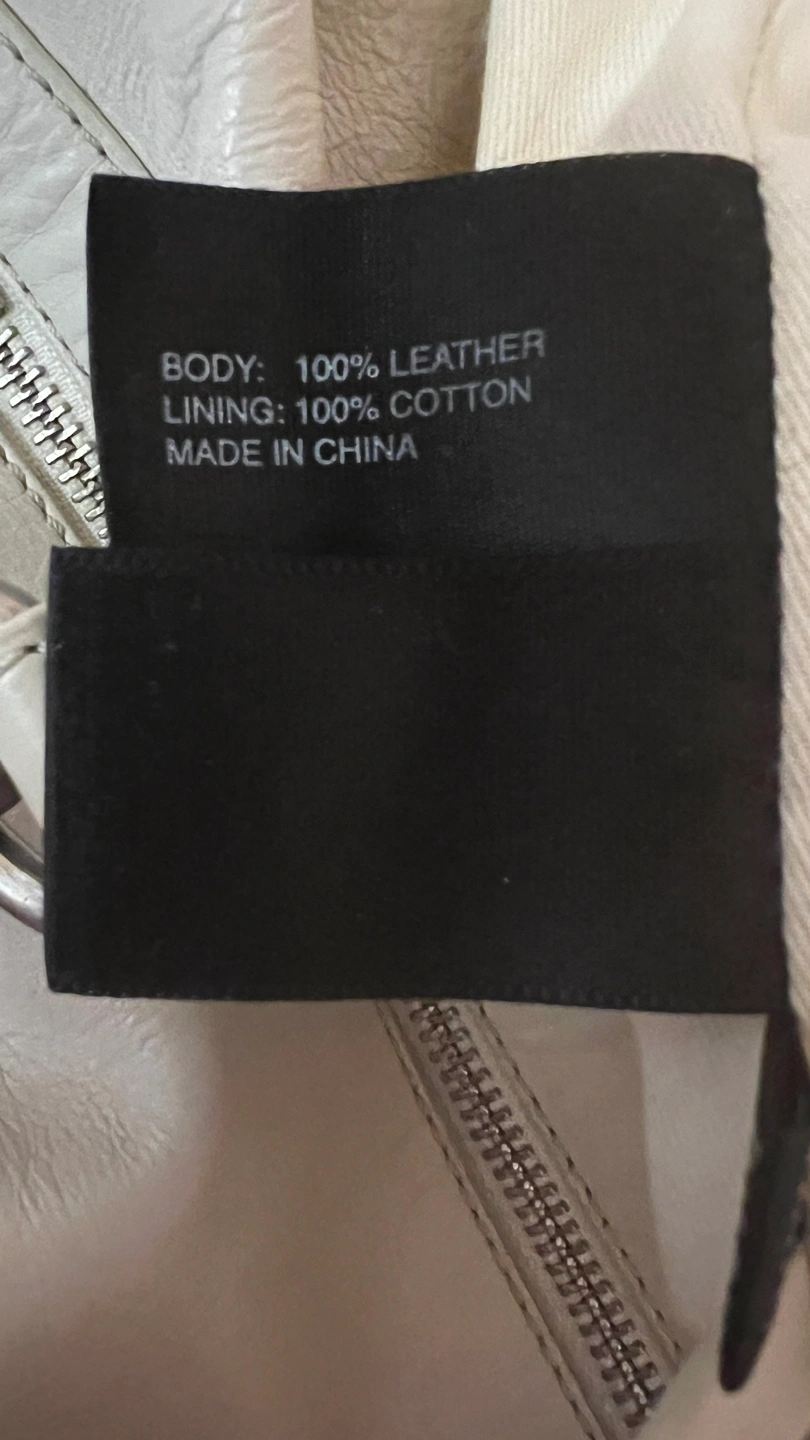 BODY: 100% LEATHER
LINING: 100% COTTON
MADE IN CHINA